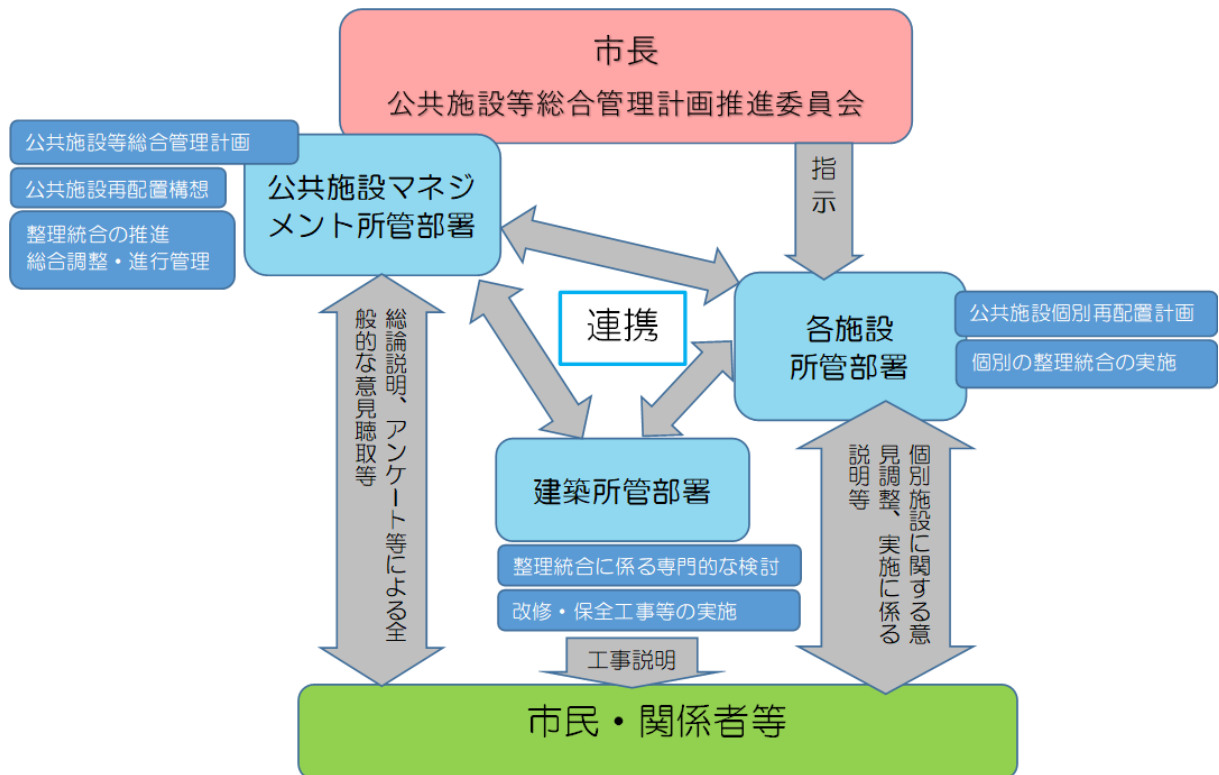 市長
公共施設等総合管理計画推進委員会
公共施設等総合管理計画
公共施設再配置構想
整理統合の推進
総合調整・進行管理
公共施設マネジ
メント所管部署
指示
連携
各施設
所管部署
公共施設個別再配置計画
個別の整理統合の実施
総論説明、アンケート等による全
般的な意見聴取等
建築所管部署
整理統合に係る専門的な検討
改修・保全工事等の実施
個別施設に関する意
見調整、実施に係る
説明等
工事説明
市民・関係者等